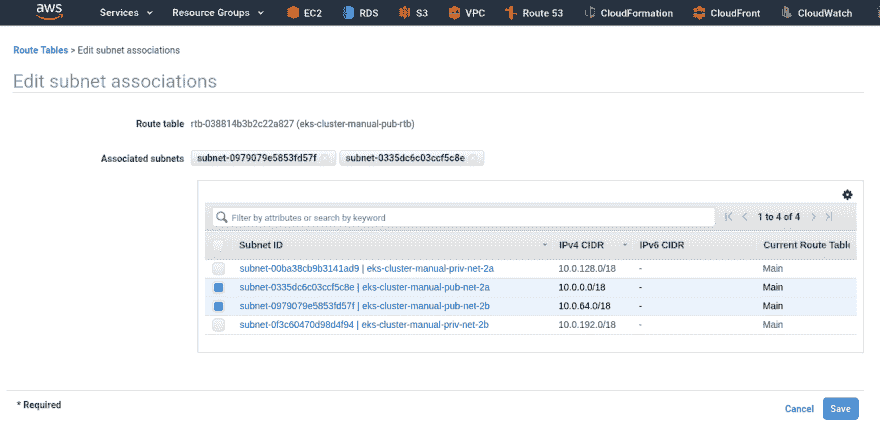 aws Services Resource Groups EC2 RDS S3 VPC Route 53 CloudFormation CloudFront CloudWatch
Route Tables > Edit subnet associations
Edit subnet associations
Route table rtb-038814b3b2c22a827 (eks-cluster-manual-pub-rtb)
Associated subnets subnet-0979079e5853fd57f subnet-0335dc6c03ccf5c8e
Filter by attributes or search by keyword 1 to 4 of 4
Subnet ID IPv4 CIDR IPv6 CIDR Current Route Table
subnet-00ba38cb9b3141ad9 | eks-cluster-manual-priv-net-2a 10.0.128.0/18 - Main
subnet-0335dc6c03ccf5c8e | eks-cluster-manual-pub-net-2a 10.0.0.0/18 - Main
subnet-0979079e5853fd57f | eks-cluster-manual-pub-net-2b 10.0.64.0/18 - Main
subnet-0f3c60470d98d4f94 | eks-cluster-manual-priv-net-2b 10.0.192.0/18 - Main
* Required
Cancel Save